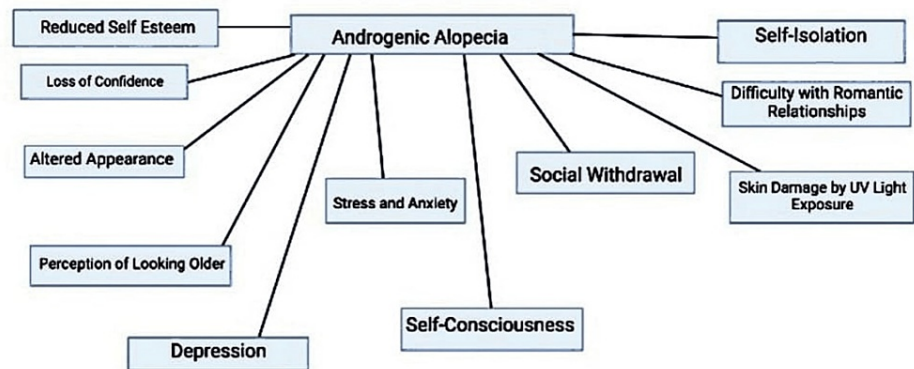 Reduced Self Esteem
Androgenic Alopecia
Self-Isolation
Loss of Confidence
Difficulty with Romantic
Relationships
Altered Appearance
Social Withdrawal
Skin Damage by UV Light
Exposure
Stress and Anxiety
Perception of Looking Older
Self-Consciousness
Depression